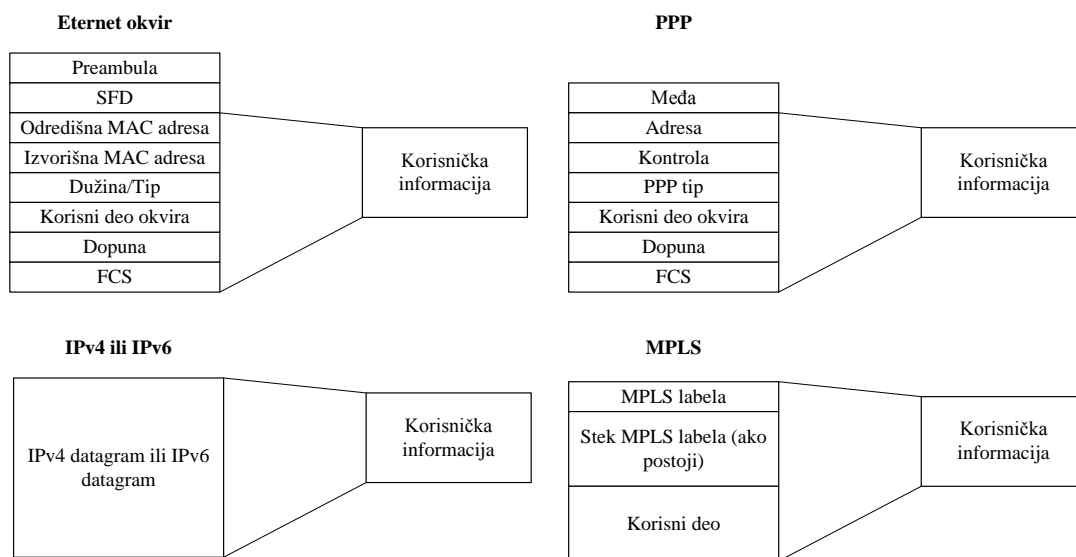 Eternet okvir
Preambula
SFD
Odredišna MAC adresa
Izvorišna MAC adresa
Dužina/Tip
Korisni deo okvira
Dopuna
FCS
Korisnička
informacija
PPP
Međa
Adresa
Kontrola
PPP tip
Korisni deo okvira
Dopuna
FCS
Korisnička
informacija
IPv4 ili IPv6
IPv4 datagram ili IPv6
datagram
Korisnička
informacija
MPLS
MPLS labela
Stek MPLS labela (ako
postoji)
Korisni deo
Korisnička
informacija